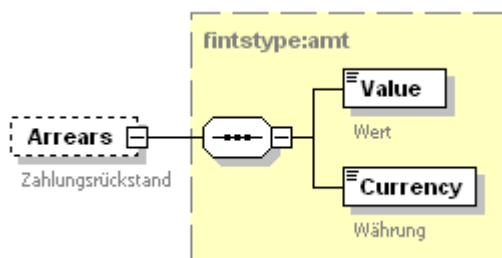 fintstype:amt
Value
Wert
Arrears
Zahlungsrückstand
Currency
Währung